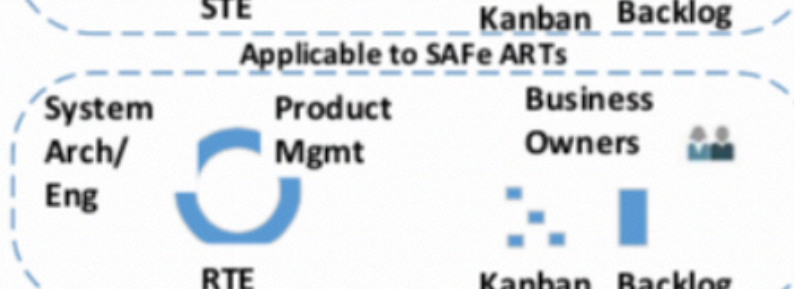 STE
Kanban Backlog
Applicable to SAFe ARTs
System Arch/ Eng
Product Mgmt
Business Owners
RTE
Kanban Backlog